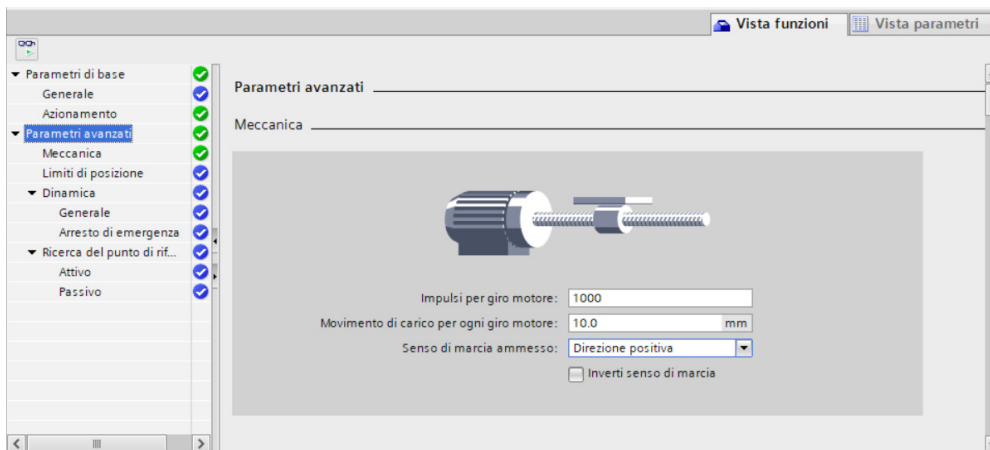 Vista funzioni
Vista parametri
Parametri di base
Generale
Azionamento
Parametri avanzati
Meccanica
Limiti di posizione
Dinamica
Generale
Arresto di emergenza
Ricerca del punto di rif...
Attivo
Passivo
Parametri avanzati
Meccanica
Impulsi per giro motore: 1000
Movimento di carico per ogni giro motore: 10.0 mm
Senso di marcia ammesso: Direzione positiva
Inverti senso di marcia